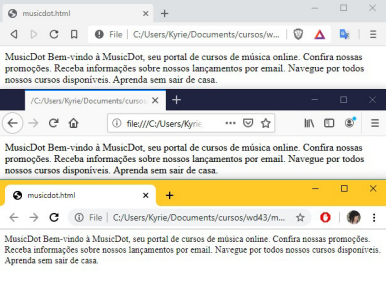 musicdot.html
File | C:/Users/Kyrie/Documents/cursos/w...
MusicDot Bem-vindo à MusicDot, seu portal de cursos de música online. Confira nossas
promoções. Receba informações sobre nossos lançamentos por email. Navegue por todos
nossos cursos disponíveis. Aprenda sem sair de casa.
/C:/Users/Kyrie/Documents/cursos
file:///C:/Users/Kyrie
MusicDot Bem-vindo à MusicDot, seu portal de cursos de música online. Confira nossas
promoções. Receba informações sobre nossos lançamentos por email. Navegue por todos
nossos cursos disponíveis. Aprenda sem sair de casa.
musicdot.html
File | C:/Users/Kyrie/Documents/cursos/wd43/m...
MusicDot Bem-vindo à MusicDot, seu portal de cursos de música online. Confira nossas promoções.
Receba informações sobre nossos lançamentos por email. Navegue por todos nossos cursos disponíveis.
Aprenda sem sair de casa.